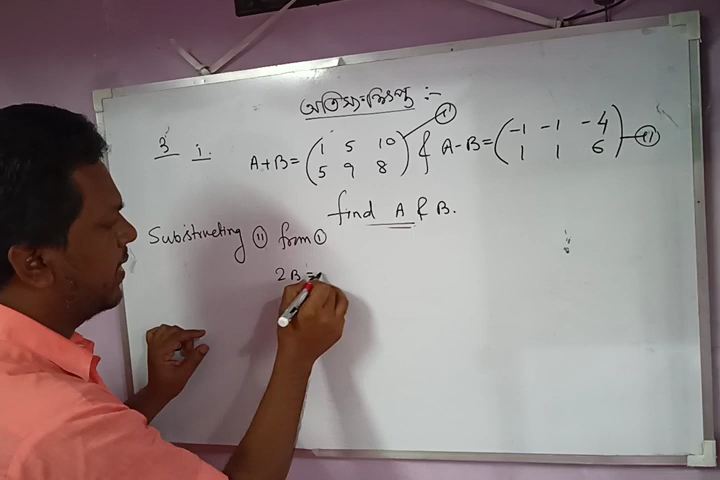 অতিসংক্ষিপ্ত :-
3 i. A+B = (1 5 10 / 5 9 8) (i) & A-B = (-1 -1 -4 / 1 1 6) — (ii)
find A & B.
Substructing (ii) from (i)
2B =